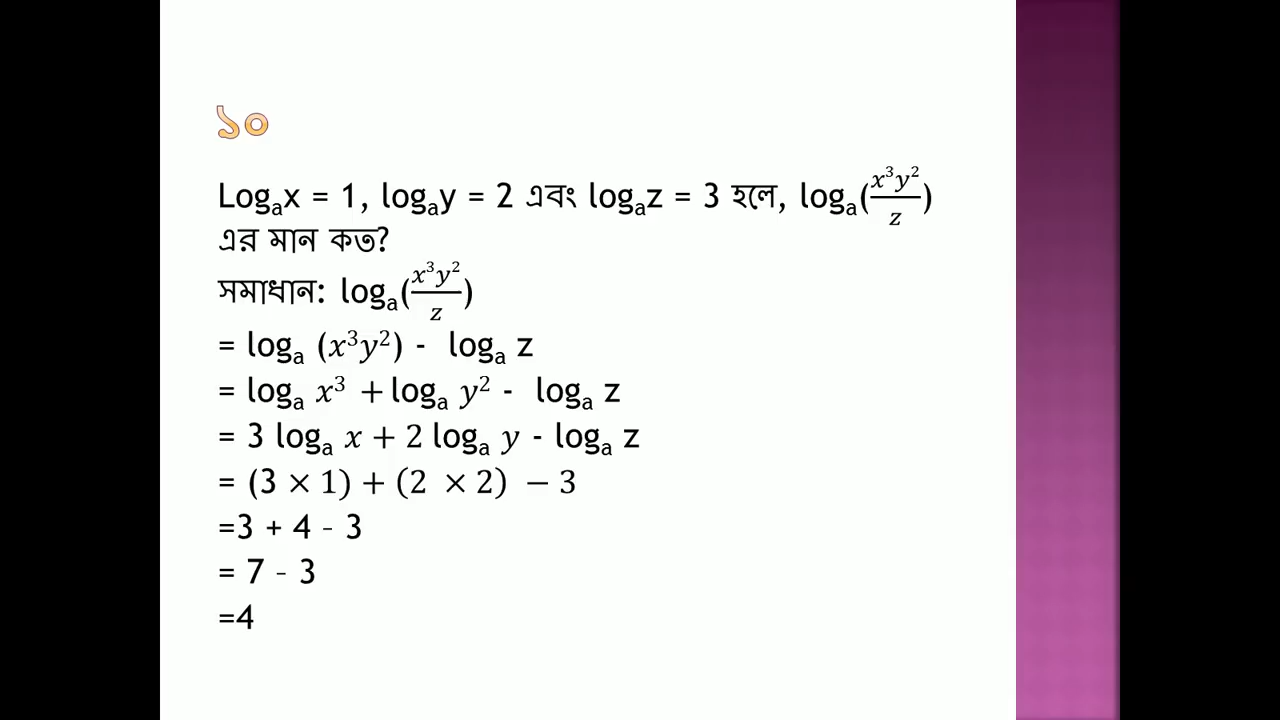 ১০
Logₐx = 1, logₐy = 2 এবং logₐz = 3 হলে, logₐ(x³y²/z)
এর মান কত?
সমাধান: logₐ(x³y²/z)
= logₐ (x³y²) - logₐ z
= logₐ x³ + logₐ y² - logₐ z
= 3 logₐ x + 2 logₐ y - logₐ z
= (3 × 1) + (2 × 2) − 3
=3 + 4 – 3
= 7 – 3
=4